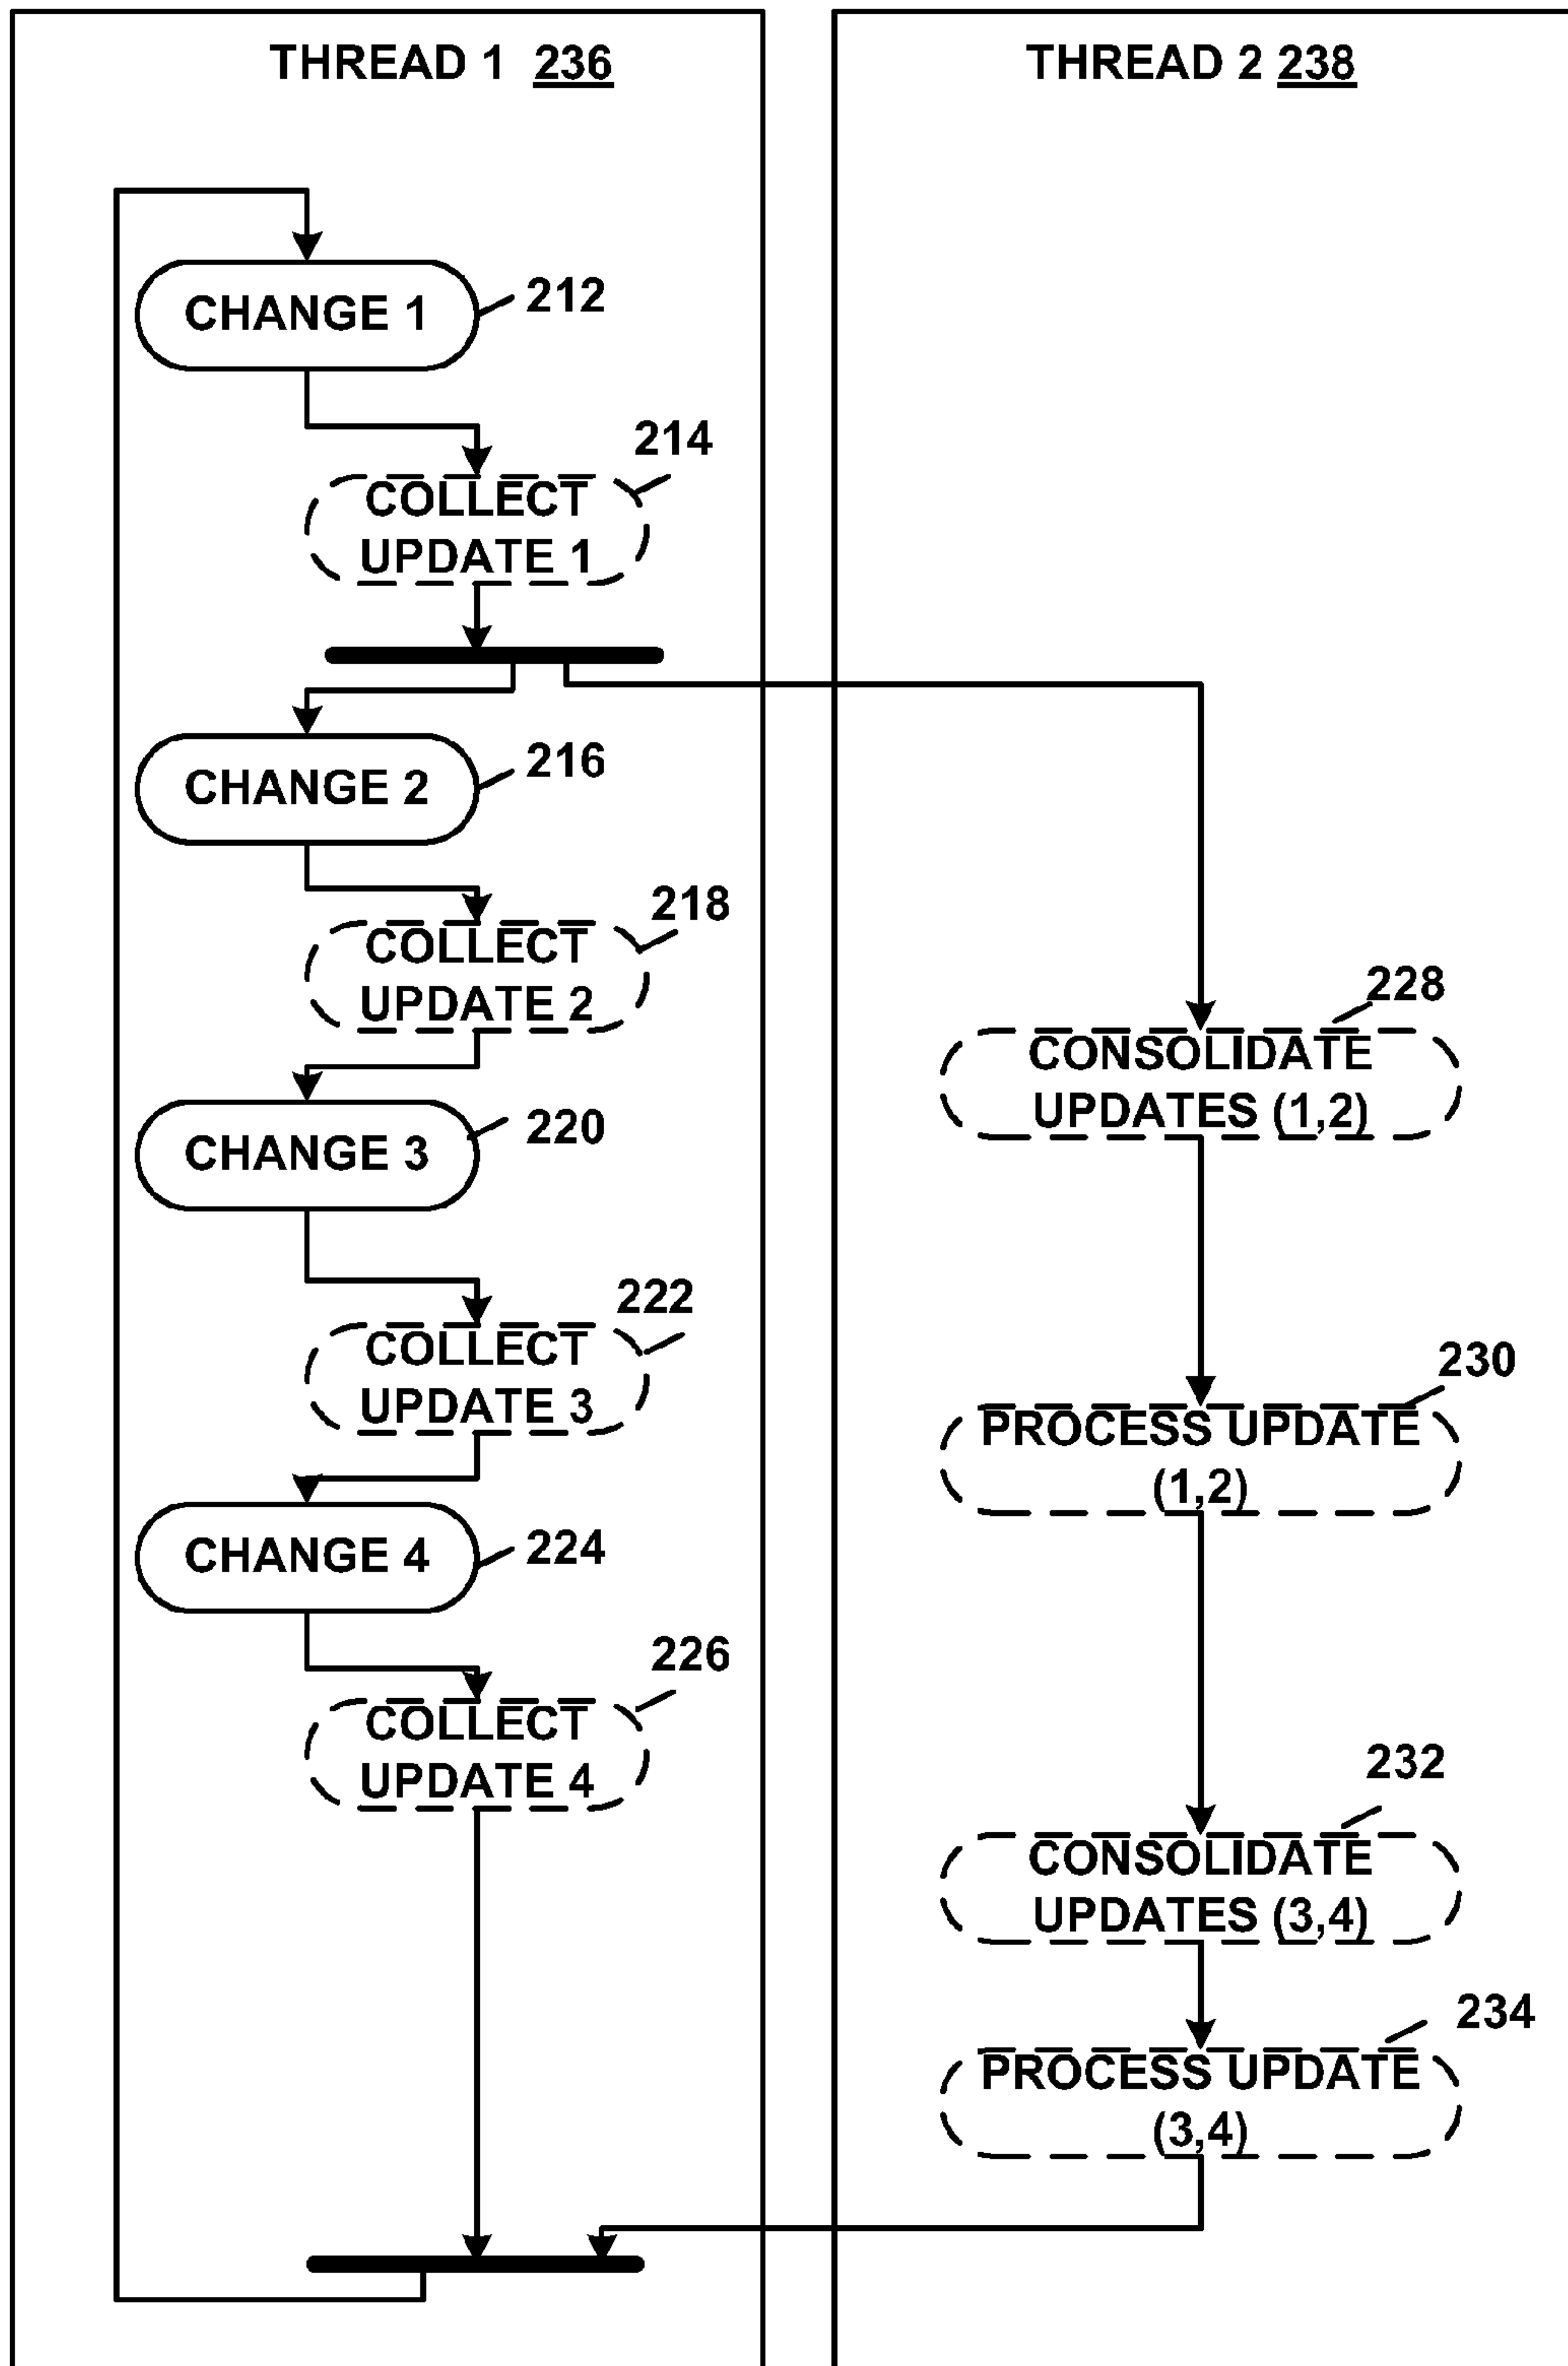 THREAD 1 236
CHANGE 1
212
214
COLLECT
UPDATE 1
CHANGE 2
216
218
COLLECT
UPDATE 2
CHANGE 3
220
222
COLLECT
UPDATE 3
CHANGE 4
224
226
COLLECT
UPDATE 4
THREAD 2 238
228
CONSOLIDATE
UPDATES (1,2)
230
PROCESS UPDATE
(1,2)
232
CONSOLIDATE
UPDATES (3,4)
234
PROCESS UPDATE
(3,4)